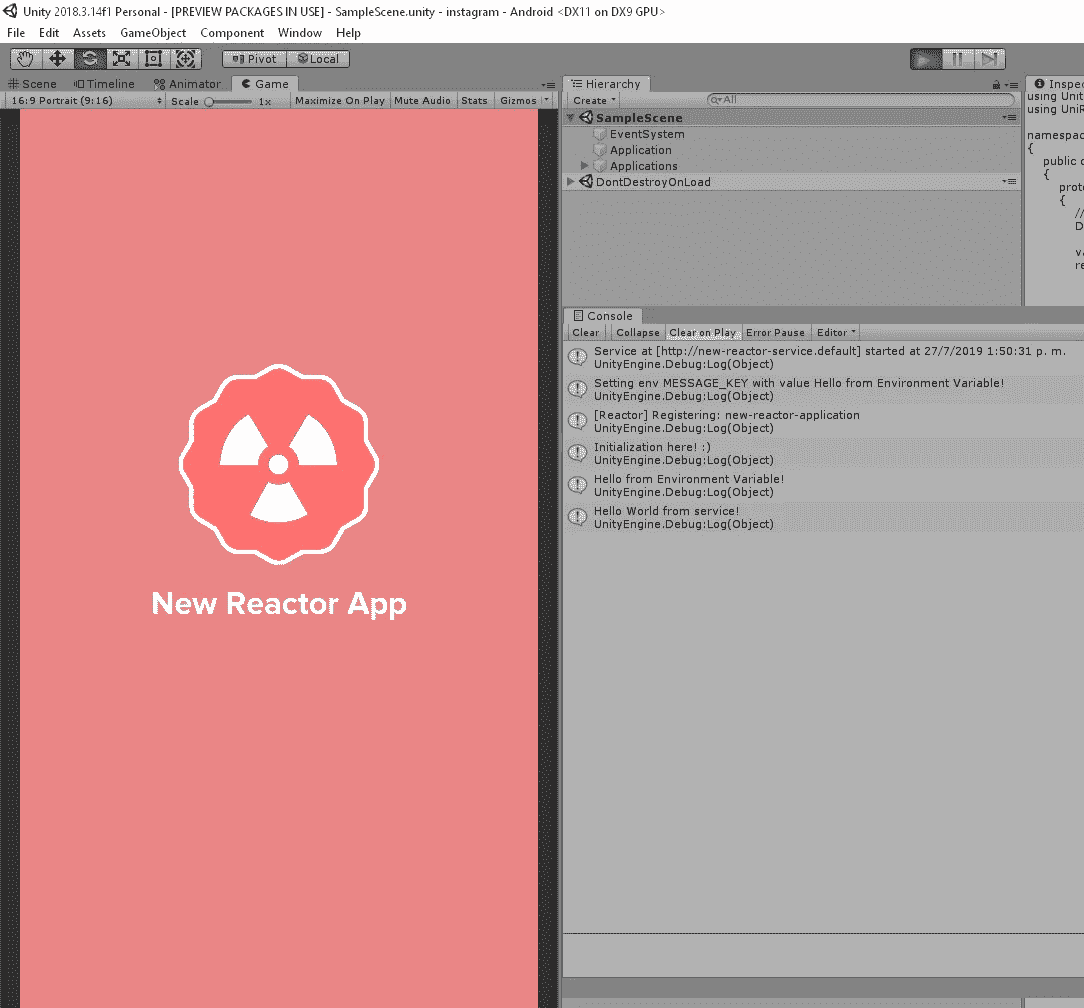 Unity 2018.3.14f1 Personal - [PREVIEW PACKAGES IN USE] - SampleScene.unity - instagram - Android <DX11 on DX9 GPU>
File Edit Assets GameObject Component Window Help
Pivot Local
Scene Timeline Animator Game
16:9 Portrait (9:16) Scale 1x Maximize On Play Mute Audio Stats Gizmos
New Reactor App
Hierarchy
Create All
SampleScene
EventSystem
Application
Applications
DontDestroyOnLoad
Console
Clear Collapse Clear on Play Error Pause Editor
Service at [http://new-reactor-service.default] started at 27/7/2019 1:50:31 p. m.
UnityEngine.Debug:Log(Object)
Setting env MESSAGE_KEY with value Hello from Environment Variable!
UnityEngine.Debug:Log(Object)
[Reactor] Registering: new-reactor-application
UnityEngine.Debug:Log(Object)
Initialization here! :)
UnityEngine.Debug:Log(Object)
Hello from Environment Variable!
UnityEngine.Debug:Log(Object)
Hello World from service!
UnityEngine.Debug:Log(Object)
Inspec
using Unit
using UniR
namespac
{
public c
{
prote
{
//
D
va
re